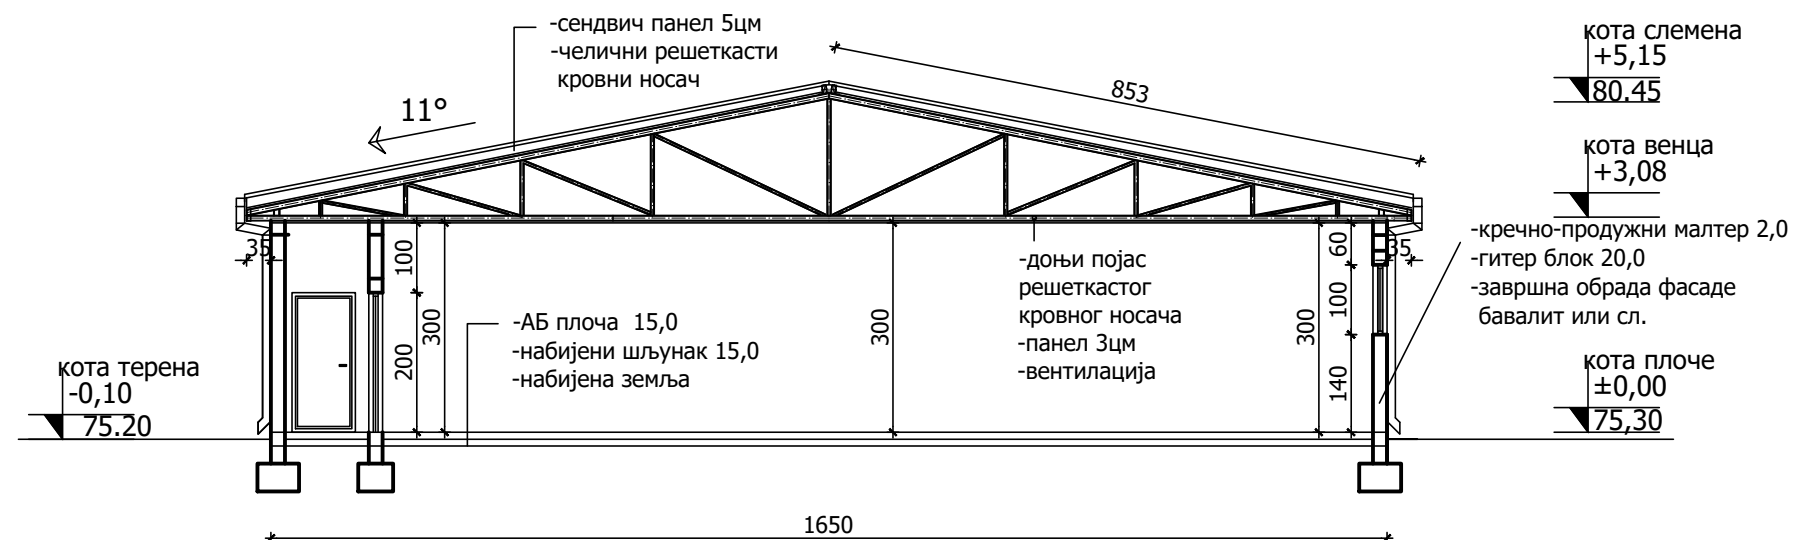 -сендвич панел 5цм
-челични решеткасти
кровни носач
11°
853
кота слемена
+5,15
80.45
кота венца
+3,08
35
100
200
300
300
-доњи појас
решеткастог
кровног носача
-панел 3цм
-вентилација
300
60
100
140
35
-кречно-продужни малтер 2,0
-гитер блок 20,0
-завршна обрада фасаде
бавалит или сл.
-АБ плоча 15,0
-набијени шљунак 15,0
-набијена земља
кота терена
-0,10
75.20
кота плоче
±0,00
75,30
1650